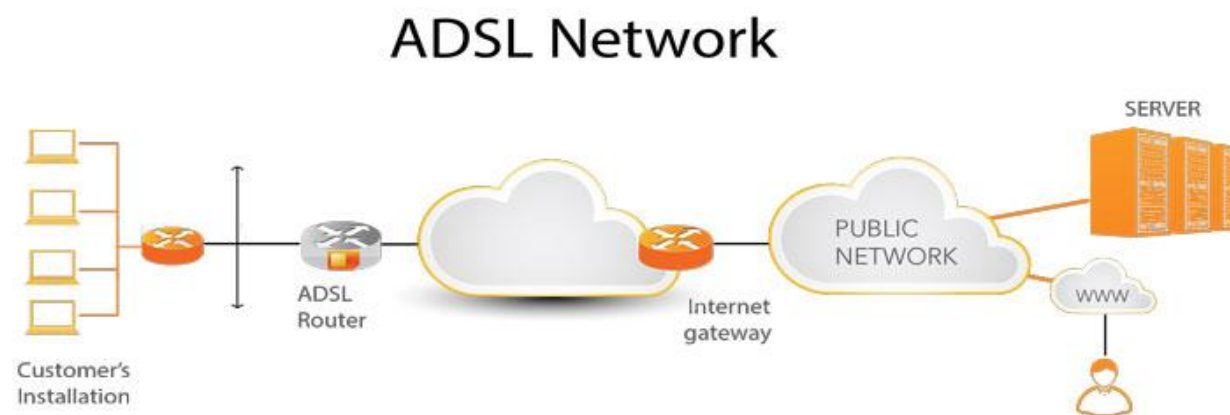 ADSL Network
SERVER
PUBLIC
NETWORK
ADSL
Router
Internet
gateway
www
Customer's
Installation